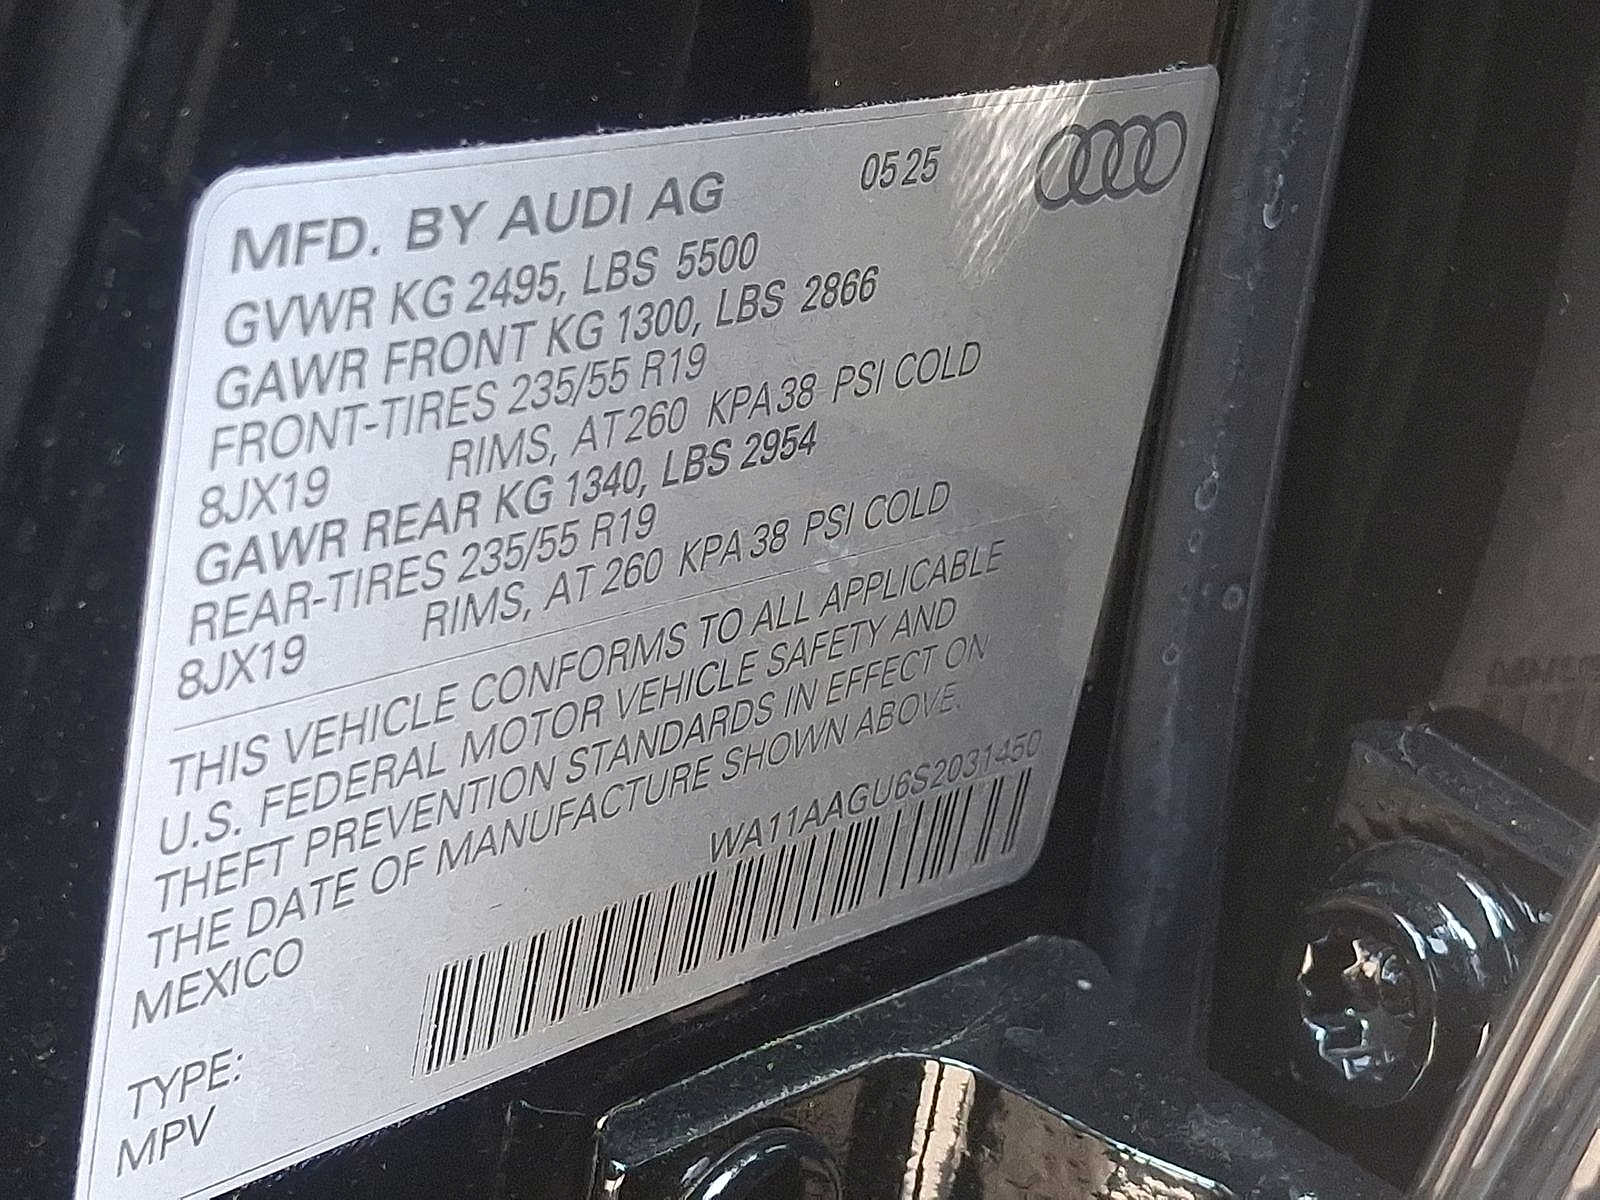 MFD. BY AUDI AG 05 25
GVWR KG 2495, LBS 5500
GAWR FRONT KG 1300, LBS 2866
FRONT-TIRES 235/55 R19
8JX19 RIMS, AT 260 KPA 38 PSI COLD
GAWR REAR KG 1340, LBS 2954
REAR-TIRES 235/55 R19
8JX19 RIMS, AT 260 KPA 38 PSI COLD
THIS VEHICLE CONFORMS TO ALL APPLICABLE
U.S. FEDERAL MOTOR VEHICLE SAFETY AND
THEFT PREVENTION STANDARDS IN EFFECT ON
THE DATE OF MANUFACTURE SHOWN ABOVE.
MEXICO
WA11AAGU6S2031450
TYPE:
MPV